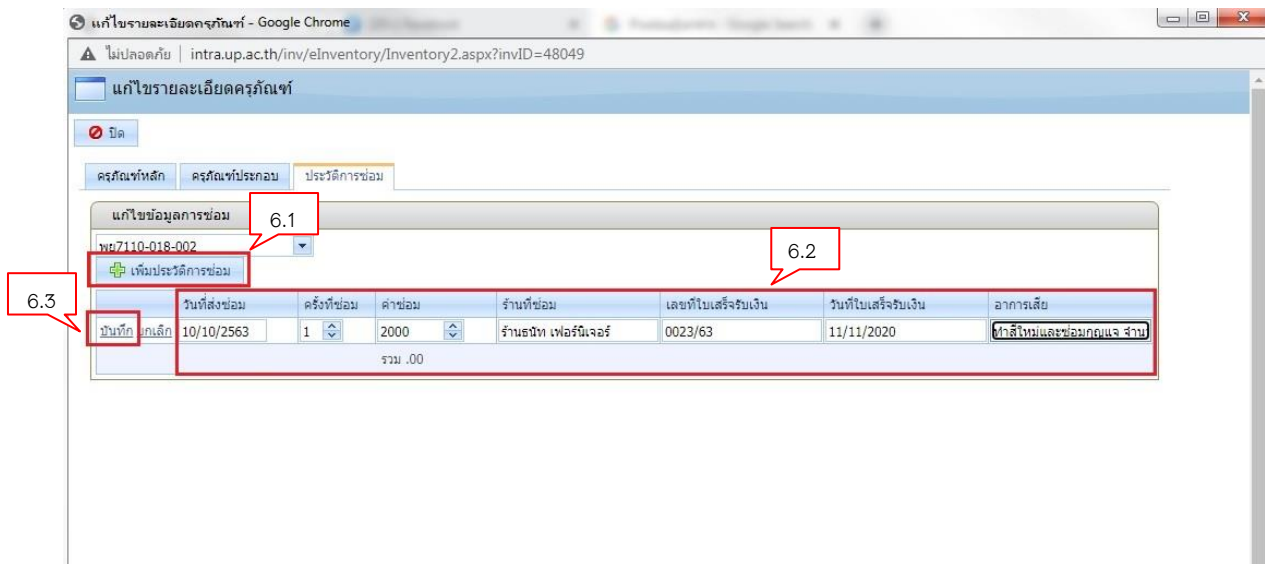 แก้ไขรายละเอียดครุภัณฑ์ - Google Chrome
ไม่ปลอดภัย | intra.up.ac.th/inv/eInventory/Inventory2.aspx?invID=48049
แก้ไขรายละเอียดครุภัณฑ์
ปิด
ครุภัณฑ์หลัก ครุภัณฑ์ประกอบ ประวัติการซ่อม
แก้ไขข้อมูลการซ่อม
6.1
พย7110-018-002
6.2
เพิ่มประวัติการซ่อม
6.3
วันที่ส่งซ่อม ครั้งที่ซ่อม ค่าซ่อม ร้านที่ซ่อม เลขที่ใบเสร็จรับเงิน วันที่ใบเสร็จรับเงิน อาการเสีย
บันทึก ยกเลิก 10/10/2563 1 2000 ร้านธนัท เฟอร์นิเจอร์ 0023/63 11/11/2020 ทำสีใหม่และซ่อมกุญแจ จำน
รวม .00